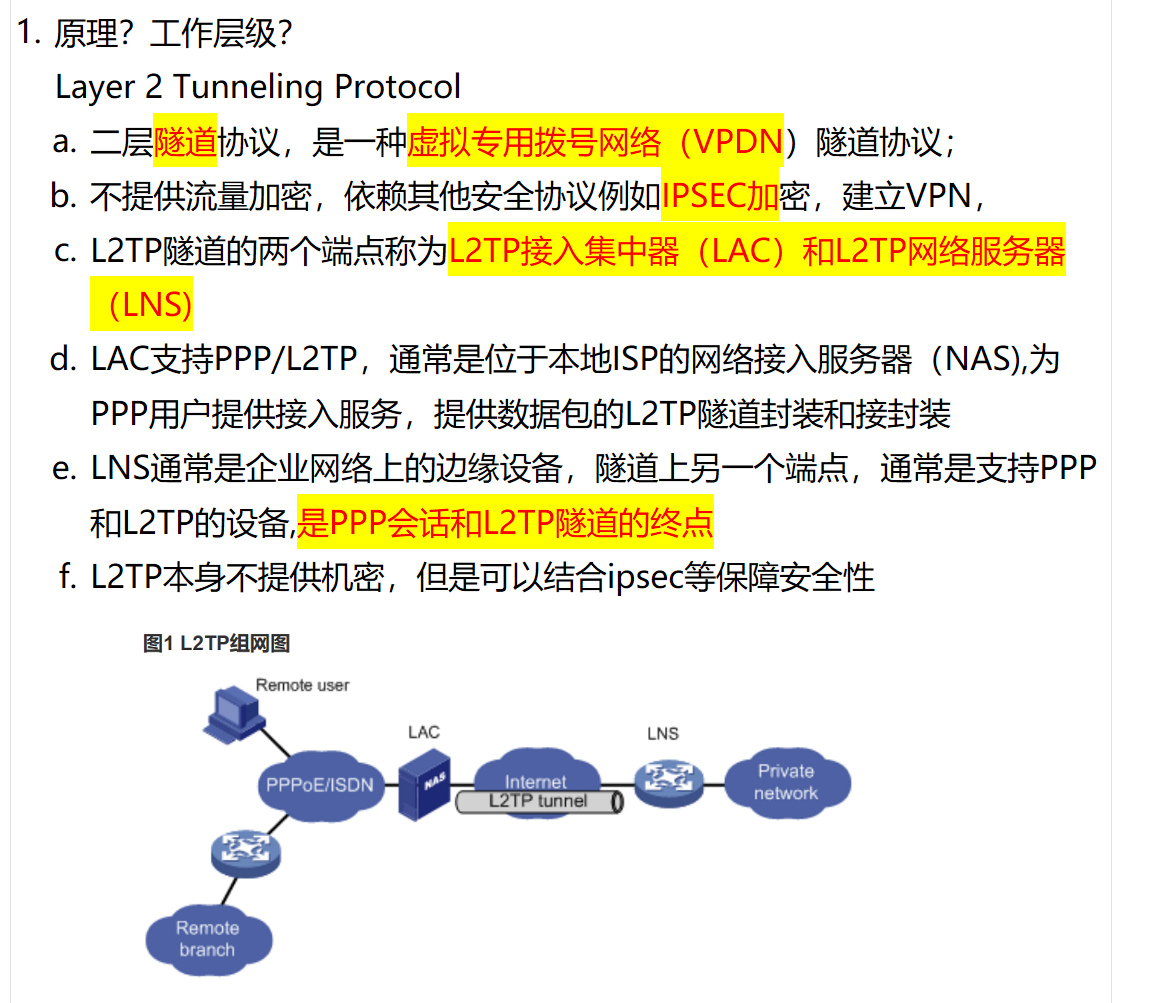 1. 原理？工作层级？
Layer 2 Tunneling Protocol
a. 二层隧道协议，是一种虚拟专用拨号网络（VPDN）隧道协议；
b. 不提供流量加密，依赖其他安全协议例如IPSEC加密，建立VPN，
c. L2TP隧道的两个端点称为L2TP接入集中器（LAC）和L2TP网络服务器
（LNS)
d. LAC支持PPP/L2TP，通常是位于本地ISP的网络接入服务器（NAS),为
PPP用户提供接入服务，提供数据包的L2TP隧道封装和接封装
e. LNS通常是企业网络上的边缘设备，隧道上另一个端点，通常是支持PPP
和L2TP的设备,是PPP会话和L2TP隧道的终点
f. L2TP本身不提供机密，但是可以结合ipsec等保障安全性
图1 L2TP组网图
Remote user
LAC
LNS
PPPoE/ISDN
NAS
Internet
L2TP tunnel
Private
network
Remote
branch